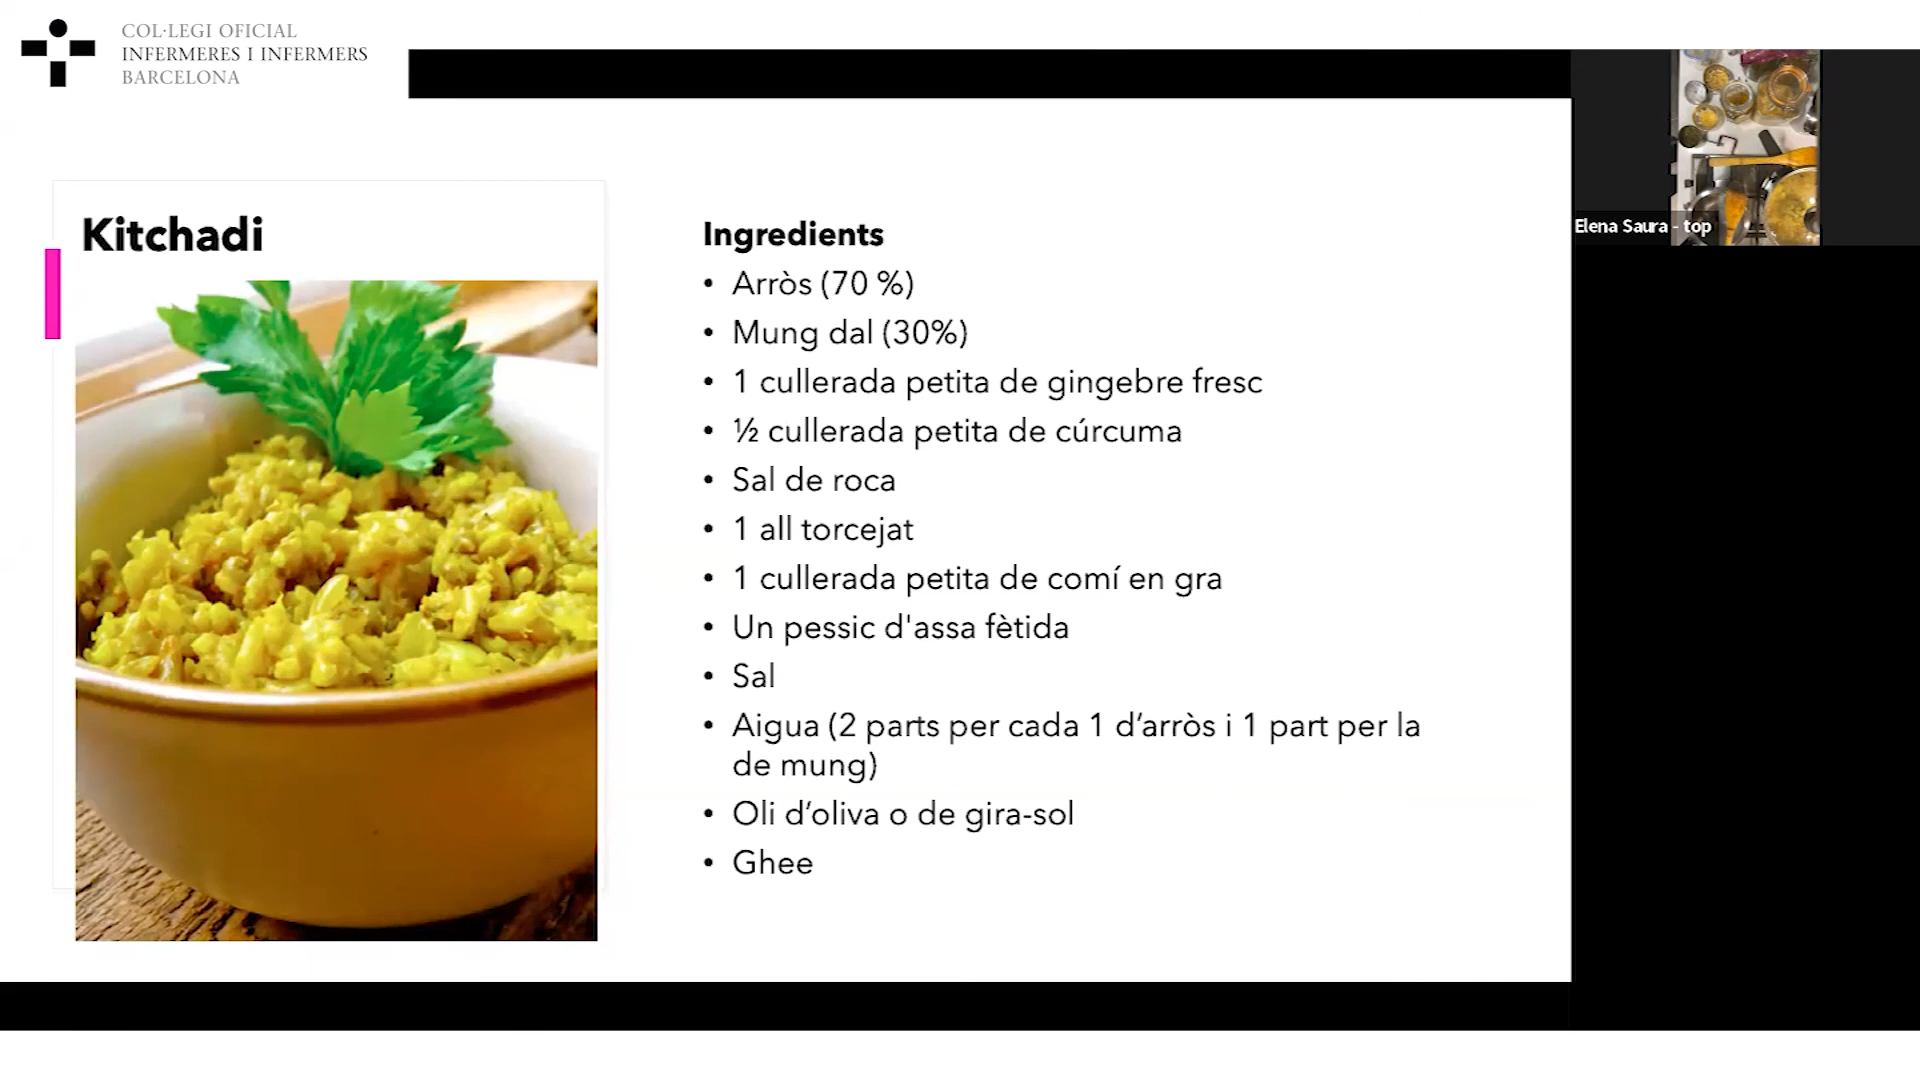 COL·LEGI OFICIAL
INFERMERES I INFERMERS
BARCELONA
Kitchadi
Ingredients
• Arròs (70 %)
• Mung dal (30%)
• 1 cullerada petita de gingebre fresc
• ½ cullerada petita de cúrcuma
• Sal de roca
• 1 all torcejat
• 1 cullerada petita de comí en gra
• Un pessic d'assa fètida
• Sal
• Aigua (2 parts per cada 1 d’arròs i 1 part per la
de mung)
• Oli d’oliva o de gira-sol
• Ghee
Elena Saura - top